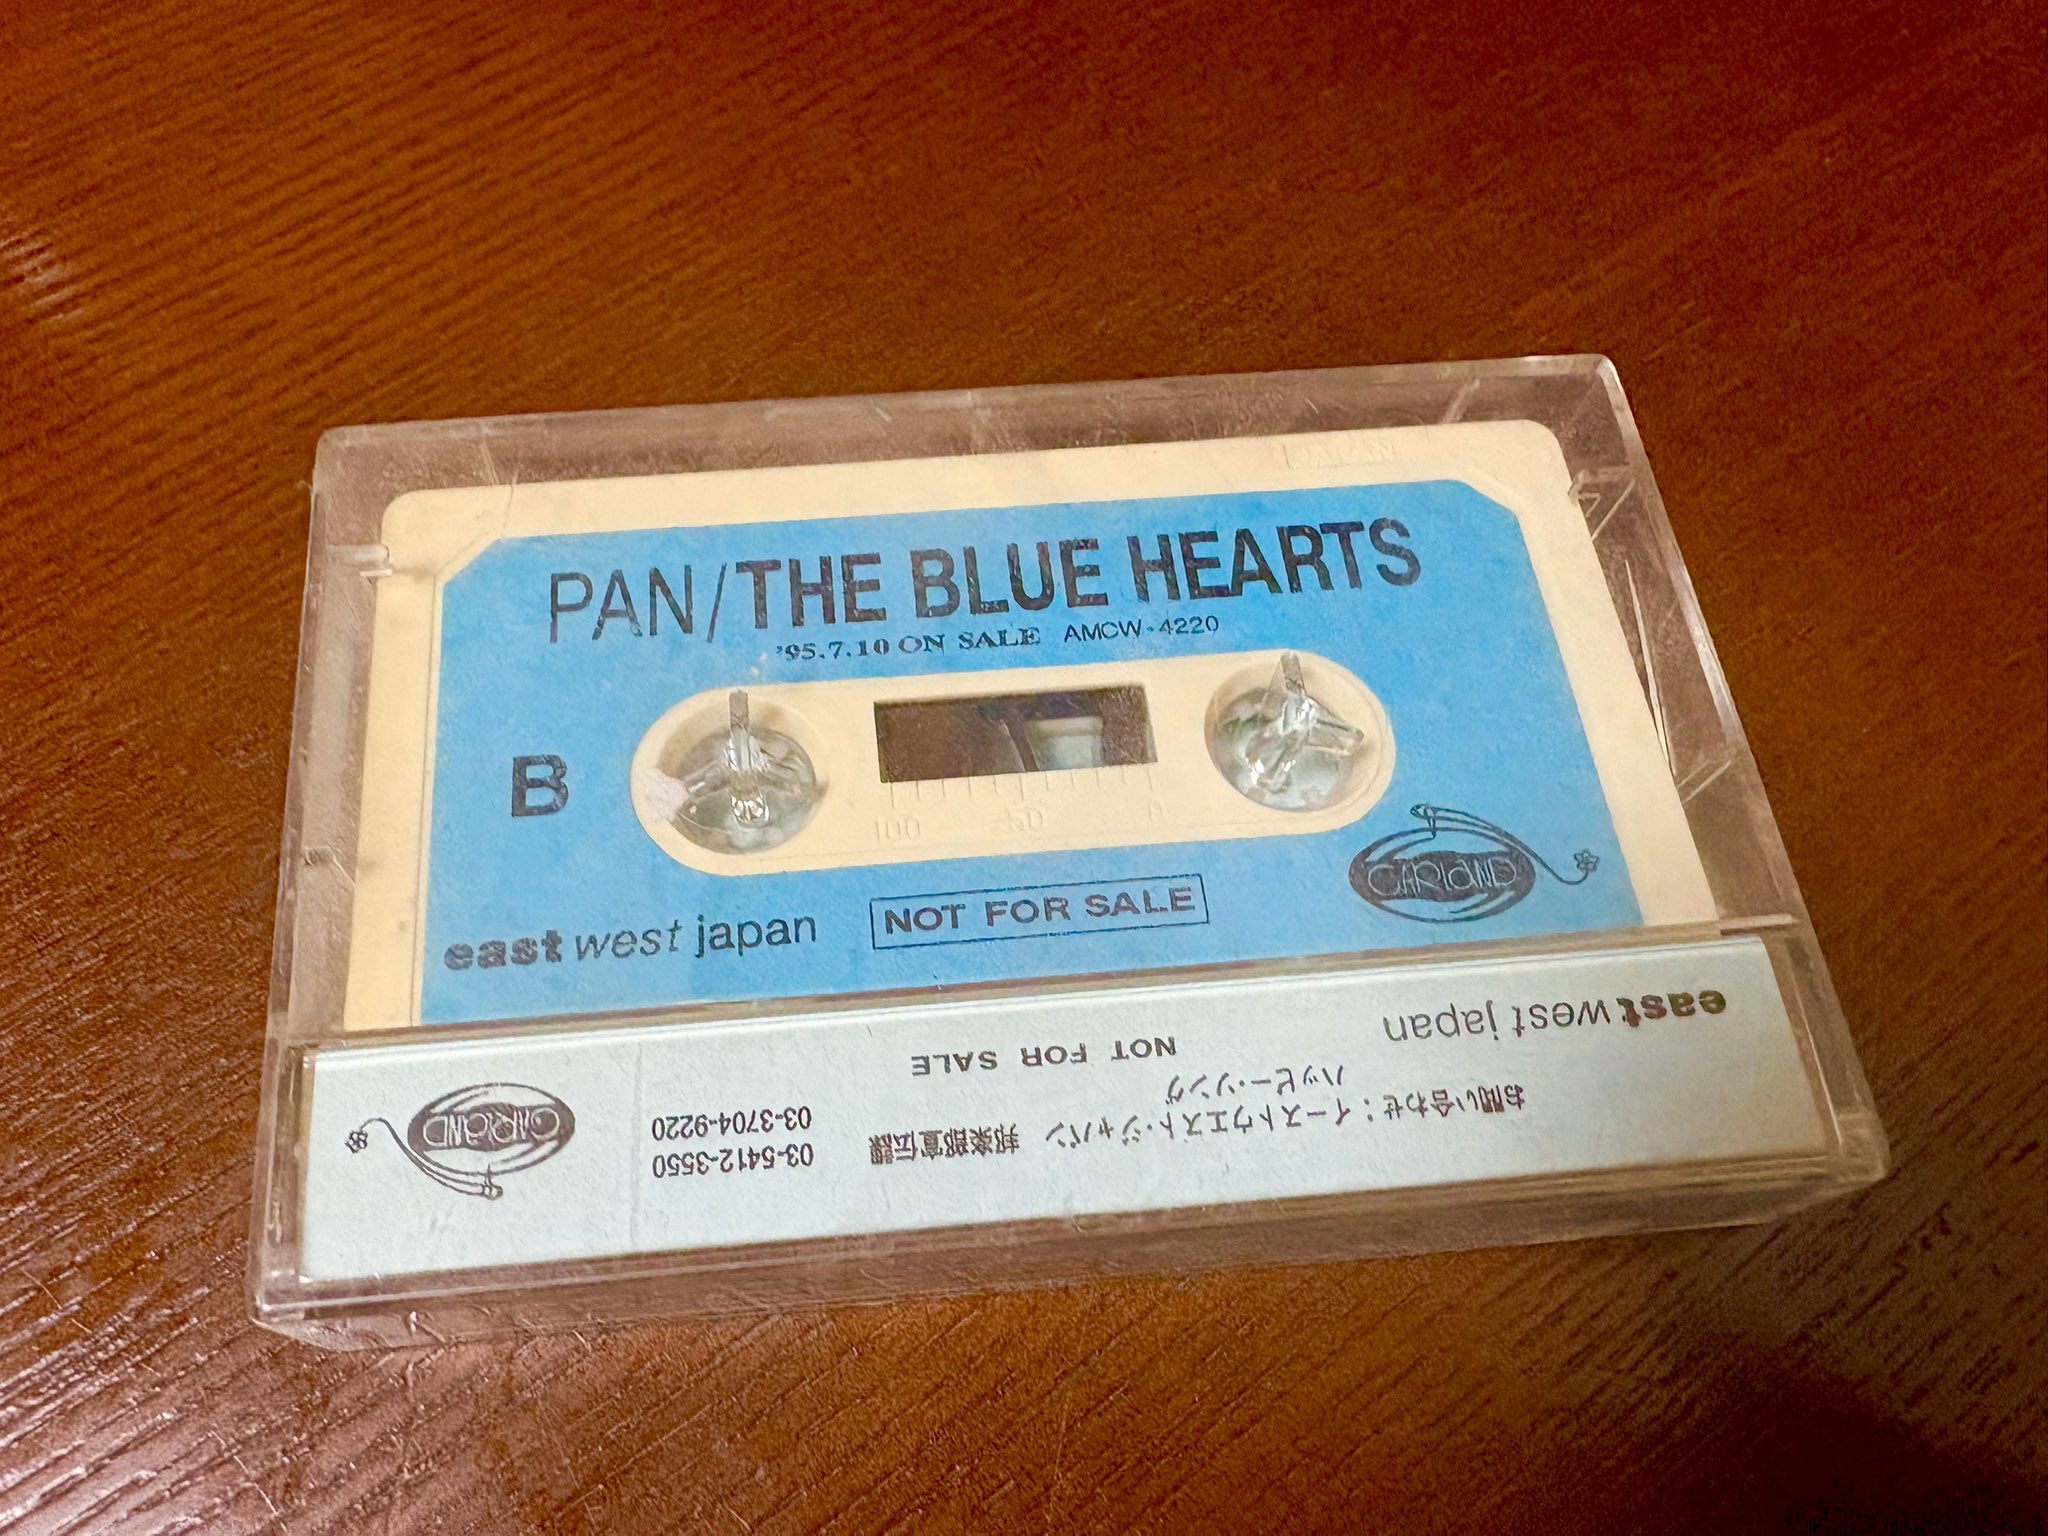 JAPAN
PAN/THE BLUE HEARTS
'95.7.10 ON SALE AMCW-4220
B
100 50 0
GARLAND
east west japan
NOT FOR SALE
east west japan
NOT FOR SALE
ハッピー・ソング
お問い合わせ：イーストウエスト・ジャパン 邦楽部宣伝課
03-3704-9220
03-5412-3550
GARLAND